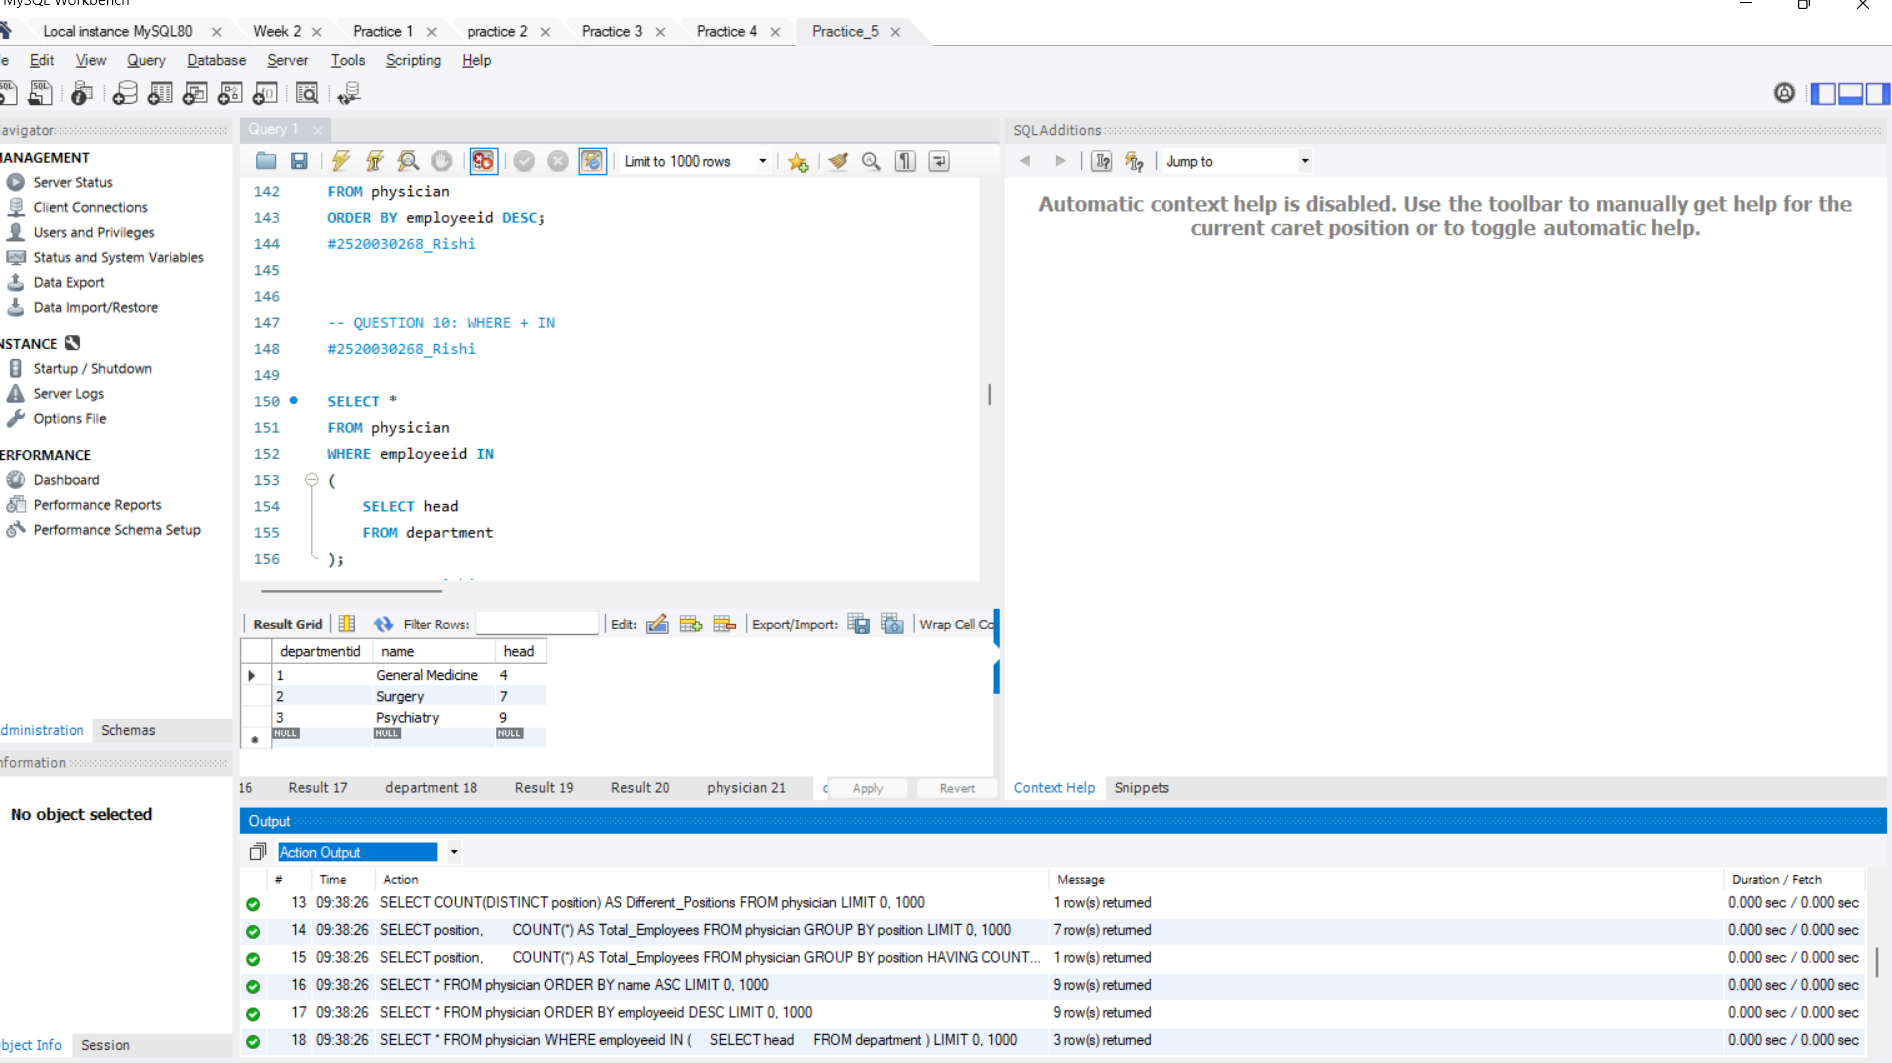 MySQL Workbench
Local instance MySQL80
Week 2
Practice 1
practice 2
Practice 3
Practice 4
Practice_5
Edit View Query Database Server Tools Scripting Help
avigator
Query 1
SQLAdditions
Limit to 1000 rows
Jump to
IANAGEMENT
Server Status
Client Connections
Users and Privileges
Status and System Variables
Data Export
Data Import/Restore
NSTANCE
Startup / Shutdown
Server Logs
Options File
ERFORMANCE
Dashboard
Performance Reports
Performance Schema Setup
dministration Schemas
nformation
No object selected
bject Info Session
142 FROM physician
143 ORDER BY employeeid DESC;
144 #2520030268_Rishi
145
146
147 -- QUESTION 10: WHERE + IN
148 #2520030268_Rishi
149
150 SELECT *
151 FROM physician
152 WHERE employeeid IN
153 (
154 SELECT head
155 FROM department
156 );
Automatic context help is disabled. Use the toolbar to manually get help for the
current caret position or to toggle automatic help.
Result Grid Filter Rows: Edit: Export/Import: Wrap Cell Co
departmentid name head
1 General Medicine 4
2 Surgery 7
3 Psychiatry 9
NULL NULL NULL
16 Result 17 department 18 Result 19 Result 20 physician 21 Apply Revert
Context Help Snippets
Output
Action Output
# Time Action Message Duration / Fetch
13 09:38:26 SELECT COUNT(DISTINCT position) AS Different_Positions FROM physician LIMIT 0, 1000 1 row(s) returned 0.000 sec / 0.000 sec
14 09:38:26 SELECT position, COUNT(*) AS Total_Employees FROM physician GROUP BY position LIMIT 0, 1000 7 row(s) returned 0.000 sec / 0.000 sec
15 09:38:26 SELECT position, COUNT(*) AS Total_Employees FROM physician GROUP BY position HAVING COUNT... 1 row(s) returned 0.000 sec / 0.000 sec
16 09:38:26 SELECT * FROM physician ORDER BY name ASC LIMIT 0, 1000 9 row(s) returned 0.000 sec / 0.000 sec
17 09:38:26 SELECT * FROM physician ORDER BY employeeid DESC LIMIT 0, 1000 9 row(s) returned 0.000 sec / 0.000 sec
18 09:38:26 SELECT * FROM physician WHERE employeeid IN ( SELECT head FROM department ) LIMIT 0, 1000 3 row(s) returned 0.000 sec / 0.000 sec